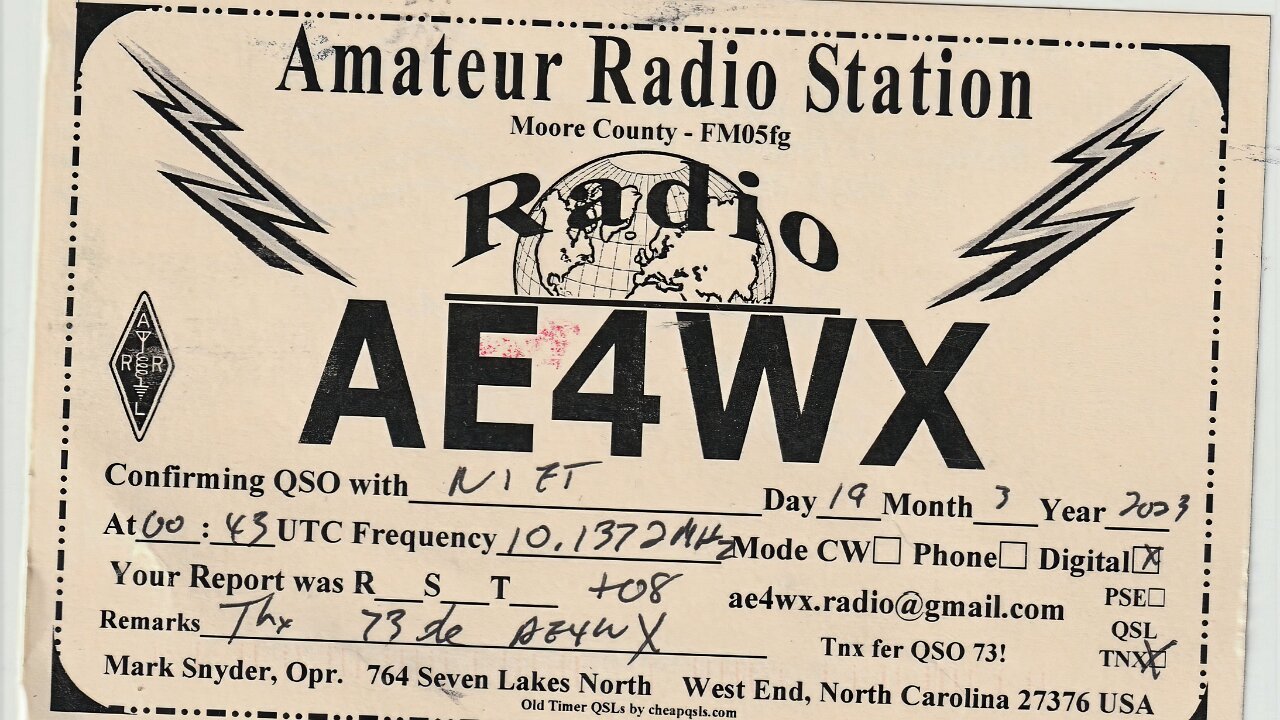 Amateur Radio Station
Moore County - FM05fg
Radio
AE4WX
A
R R
L
Confirming QSO with N1ET Day 19 Month 3 Year 2023
At 00:43 UTC Frequency 10.1372 MHz Mode CW Phone Digital X
Your Report was R S T +08
ae4wx.radio@gmail.com
PSE
QSL
TNX X
Remarks Thx 73 de AE4WX
Tnx fer QSO 73!
Mark Snyder, Opr. 764 Seven Lakes North West End, North Carolina 27376 USA
Old Timer QSLs by cheapqsls.com